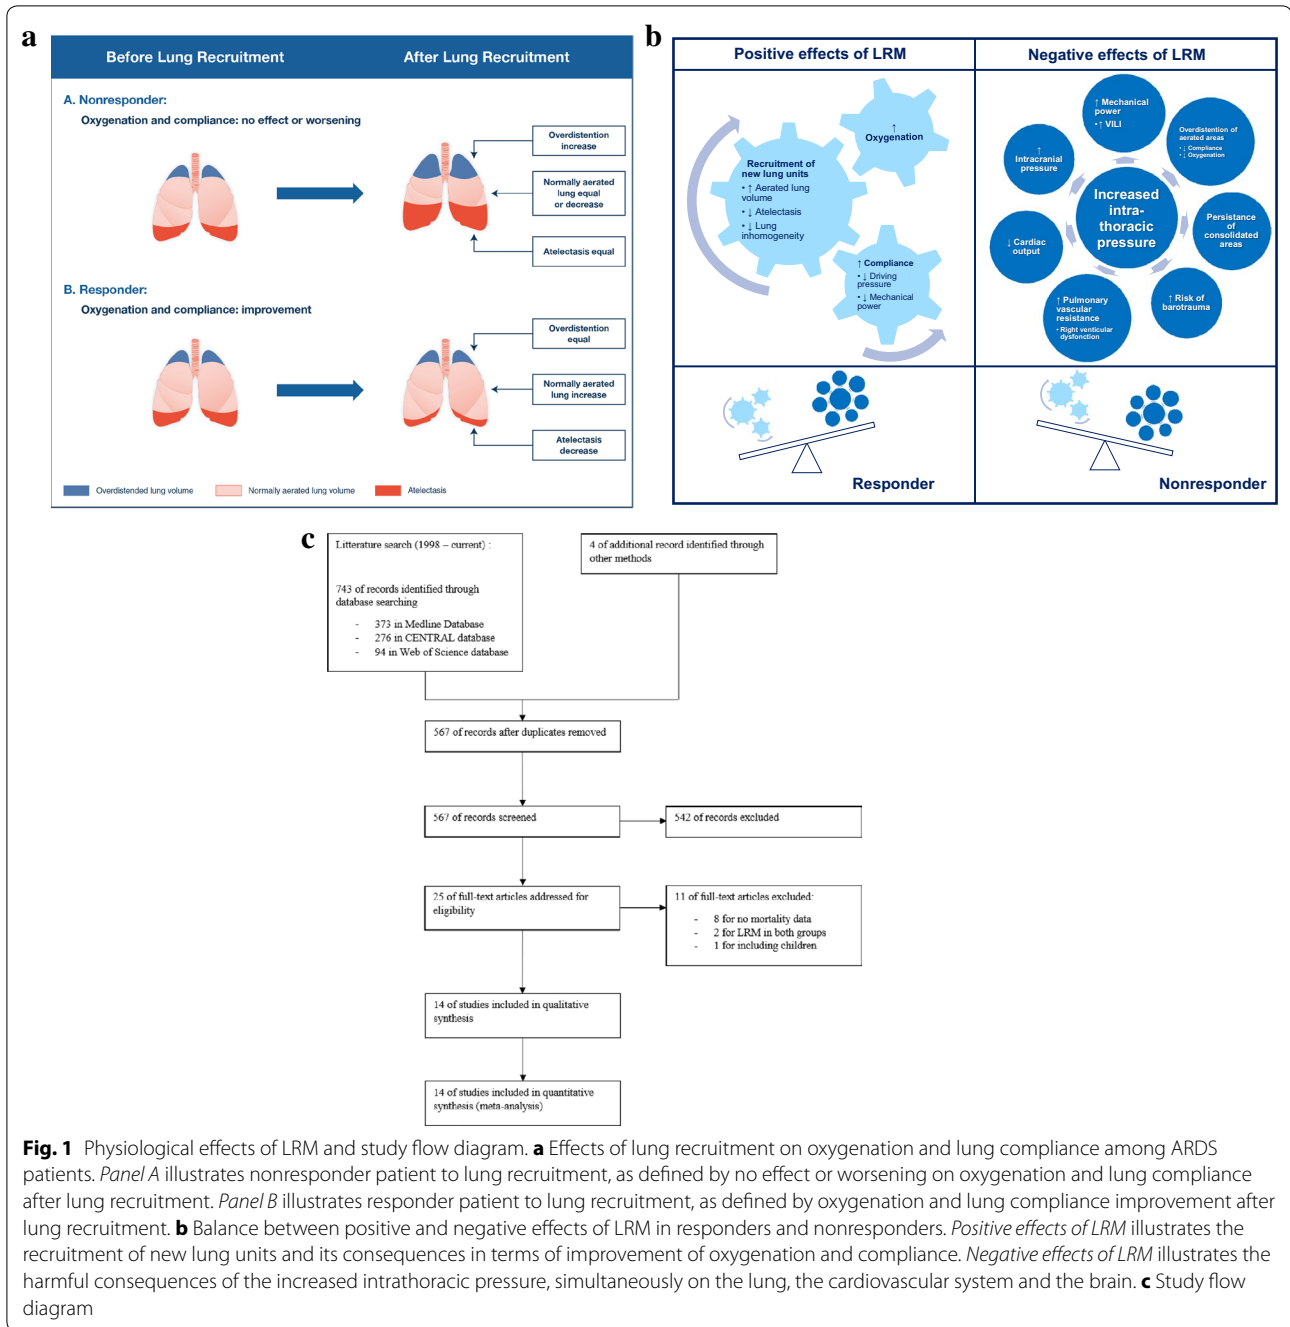 a
Before Lung Recruitment
After Lung Recruitment
A. Nonresponder:
Oxygenation and compliance: no effect or worsening
Overdistention
increase
Normally aerated
lung equal
or decrease
Atelectasis equal
B. Responder:
Oxygenation and compliance: improvement
Overdistention
equal
Normally aerated
lung increase
Atelectasis
decrease
Overdistended lung volume
Normally aerated lung volume
Atelectasis
b
Positive effects of LRM
Negative effects of LRM
↑
Oxygenation
Recruitment of
new lung units
• ↑ Aerated lung
volume
• ↓ Atelectasis
• ↓ Lung
inhomogeneity
↑ Compliance
• ↓ Driving
pressure
• ↓ Mechanical
power
↑ Mechanical
power
• ↑ VILI
Overdistention of
aerated areas
• ↓ Compliance
• ↓ Oxygenation
↑
Intracranial
pressure
Increased
intra-
thoracic
pressure
Persistance
of
consolidated
areas
↓ Cardiac
output
↑ Pulmonary
vascular
resistance
• Right ventricular
dysfonction
↑ Risk of
barotrauma
Responder
Nonresponder
c
Litterature search (1998 – current) :
743 of records identified through
database searching
- 373 in Medline Database
- 276 in CENTRAL database
- 94 in Web of Science database
4 of additional record identified through
other methods
567 of records after duplicates removed
567 of records screened
542 of records excluded
25 of full-text articles addressed for
eligibility
11 of full-text articles excluded:
- 8 for no mortality data
- 2 for LRM in both groups
- 1 for including children
14 of studies included in qualitative
synthesis
14 of studies included in quantitative
synthesis (meta-analysis)
Fig. 1 Physiological effects of LRM and study flow diagram. a Effects of lung recruitment on oxygenation and lung compliance among ARDS
patients. Panel A illustrates nonresponder patient to lung recruitment, as defined by no effect or worsening on oxygenation and lung compliance
after lung recruitment. Panel B illustrates responder patient to lung recruitment, as defined by oxygenation and lung compliance improvement after
lung recruitment. b Balance between positive and negative effects of LRM in responders and nonresponders. Positive effects of LRM illustrates the
recruitment of new lung units and its consequences in terms of improvement of oxygenation and compliance. Negative effects of LRM illustrates the
harmful consequences of the increased intrathoracic pressure, simultaneously on the lung, the cardiovascular system and the brain. c Study flow
diagram